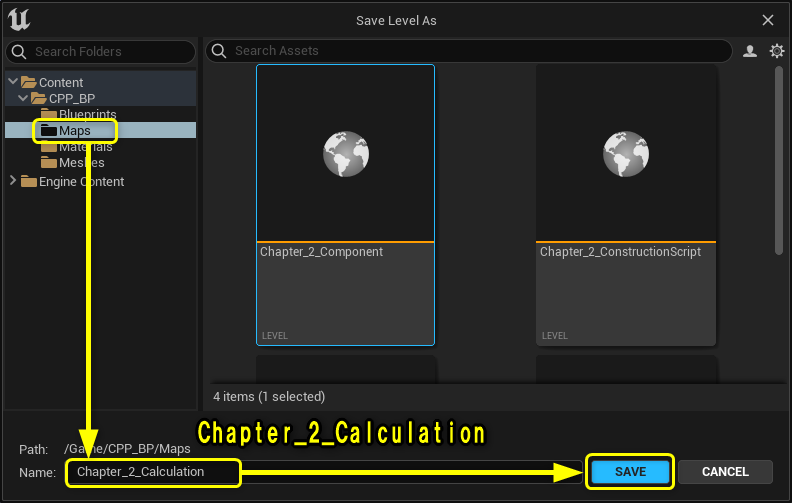 Save Level As
Search Folders
Search Assets
Content
CPP_BP
Blueprints
Maps
Materials
Meshes
Engine Content
Chapter_2_Component
LEVEL
Chapter_2_ConstructionScript
LEVEL
4 items (1 selected)
Chapter_2_Calculation
Path: /Game/CPP_BP/Maps
Name: Chapter_2_Calculation
SAVE
CANCEL